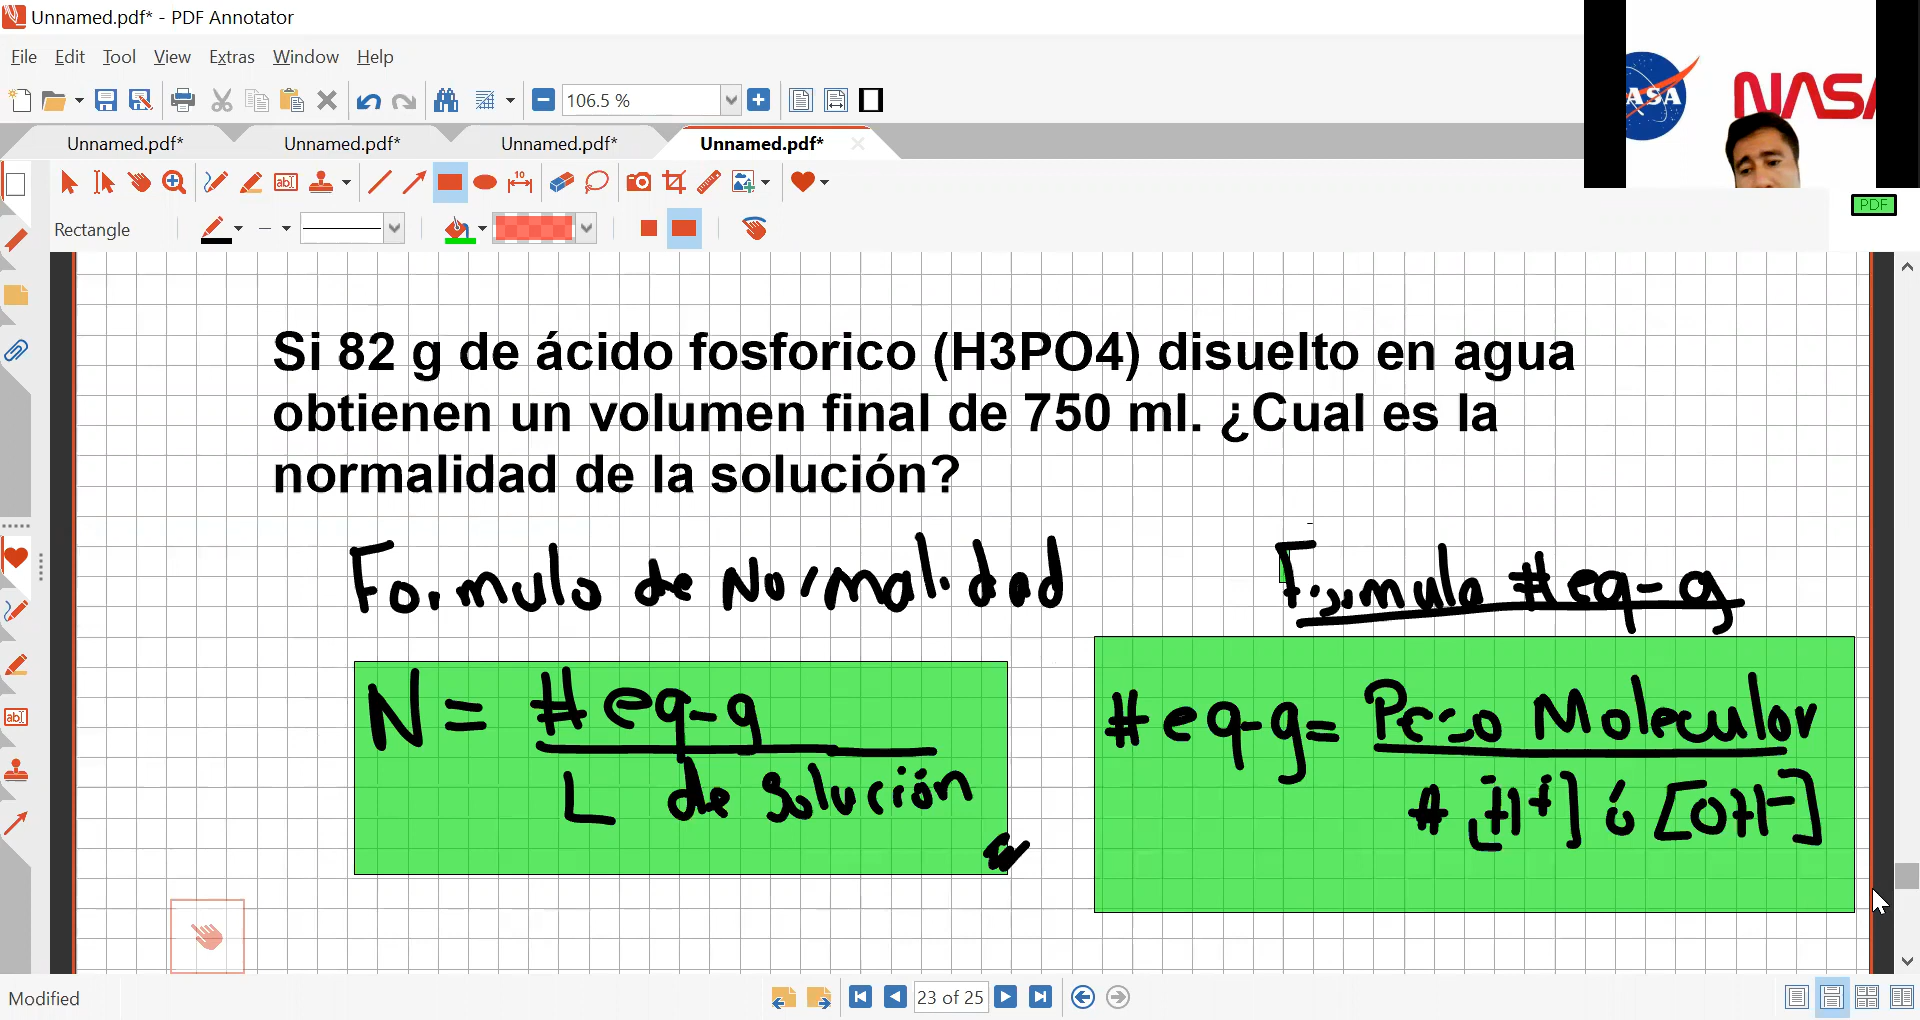 Unnamed.pdf* - PDF Annotator
File Edit Tool View Extras Window Help
106.5 %
Unnamed.pdf* Unnamed.pdf* Unnamed.pdf* Unnamed.pdf*
Rectangle
NASA
NASA
PDF
Si 82 g de ácido fosforico (H3PO4) disuelto en agua
obtienen un volumen final de 750 ml. ¿Cual es la
normalidad de la solución?
Formula de Normalidad
Formula #eq-g
N = #eq-g
L de solución
#eq-g = Peso Molecular
# [H+] ó [OH-]
Modified
23 of 25